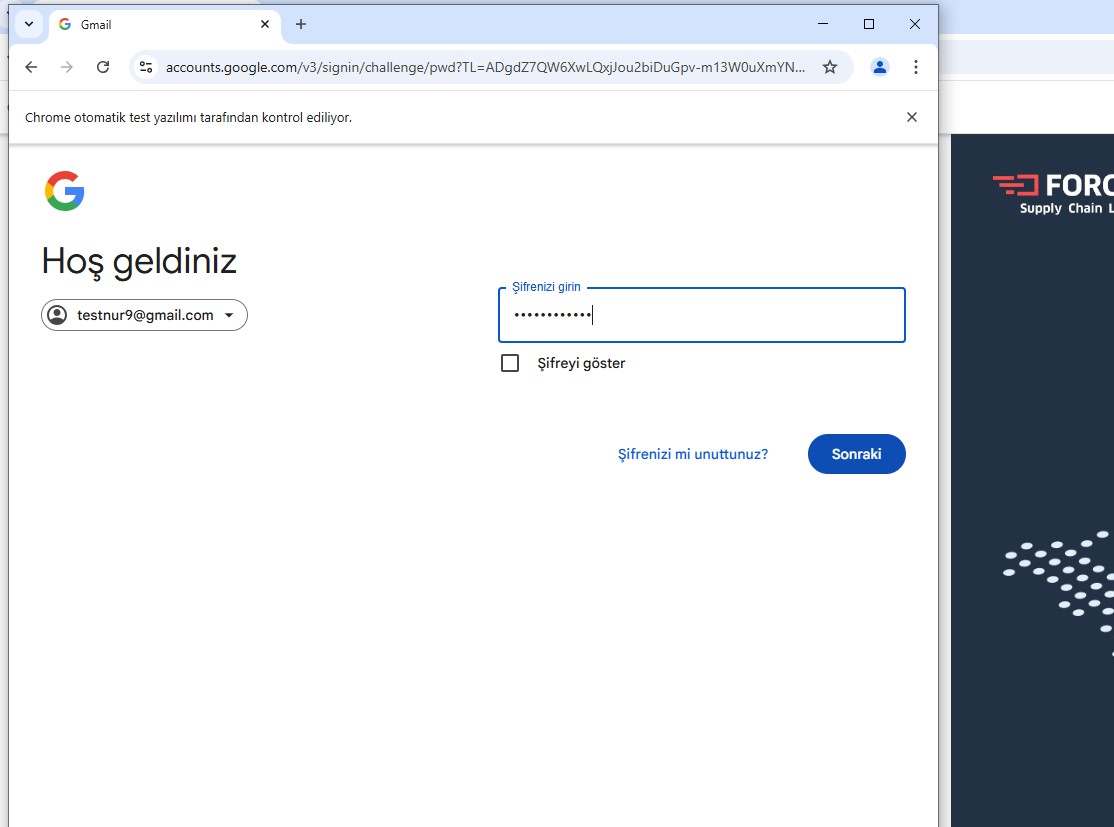 Gmail
accounts.google.com/v3/signin/challenge/pwd?TL=ADgdZ7QW6XwLQxjJou2biDuGpv-m13W0uXmYN...
Chrome otomatik test yazılımı tarafından kontrol ediliyor.
Hoş geldiniz
testnur9@gmail.com
Şifrenizi girin
Şifreyi göster
Şifrenizi mi unuttunuz?
Sonraki
FORC
Supply Chain L